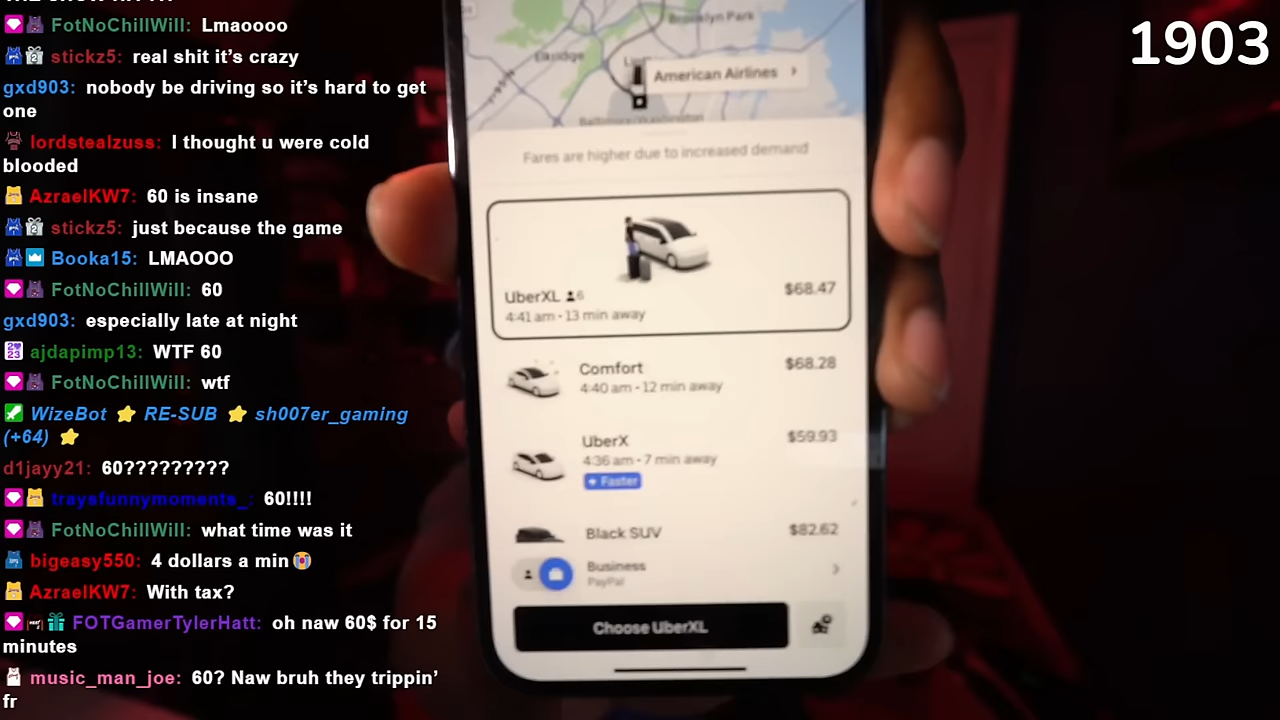 FotNoChillWill: Lmaoooo
stickz5: real shit it’s crazy
gxd903: nobody be driving so it’s hard to get
one
lordstealzuss: I thought u were cold
blooded
AzraelKW7: 60 is insane
stickz5: just because the game
Booka15: LMAOOO
FotNoChillWill: 60
gxd903: especially late at night
ajdapimp13: WTF 60
FotNoChillWill: wtf
WizeBot RE-SUB sh007er_gaming
(+64)
d1jayy21: 60?????????
traysfunnymoments_: 60!!!!
FotNoChillWill: what time was it
bigeasy550: 4 dollars a min
AzraelKW7: With tax?
FOTGamerTylerHatt: oh naw 60$ for 15
minutes
music_man_joe: 60? Naw bruh they trippin’
fr
1903
Brooklyn Park
Elkridge
American Airlines
Baltimore/Washington
Fares are higher due to increased demand
UberXL 6 $68.47
4:41 am • 13 min away
Comfort $68.28
4:40 am • 12 min away
UberX $59.93
4:36 am • 7 min away
Faster
Black SUV $82.62
Business
PayPal
Choose UberXL